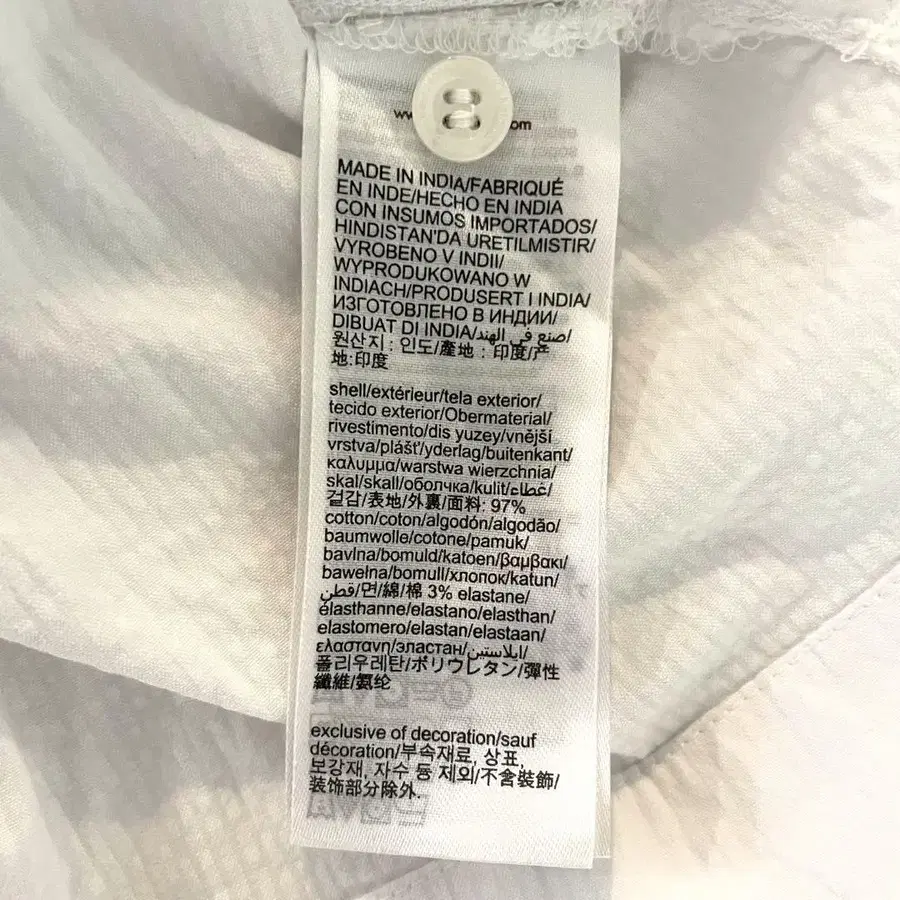 MADE IN INDIA/FABRIQUÉ
EN INDE/HECHO EN INDIA
CON INSUMOS IMPORTADOS/
HINDISTAN'DA URETILMISTIR/
VYROBENO V INDII/
WYPRODUKOWANO W
INDIACH/PRODUSERT I INDIA/
ИЗГОТОВЛЕНО В ИНДИИ/
DIBUAT DI INDIA/صنع في الهند/
원산지 : 인도/產地 : 印度/产
地:印度
shell/extérieur/tela exterior/
tecido exterior/Obermaterial/
rivestimento/dis yuzey/vnější
vrstva/plášť/yderlag/buitenkant/
καλυμμα/warstwa wierzchnia/
skal/skall/оболчка/kulit/غطاء/
겉감/表地/外裏/面料: 97%
cotton/coton/algodón/algodão/
baumwolle/cotone/pamuk/
bavlna/bomuld/katoen/βαμβακι/
bawełna/bomull/хлопок/katun/
قطن/면/綿/棉 3% elastane/
élasthanne/elastano/elasthan/
elastomero/elastan/elastaan/
ελαστανη/эластан/ايلاستين/
폴리우레탄/ポリウレタン/彈性
纖維/氨纶
exclusive of decoration/sauf
décoration/부속재료, 상표,
보강재, 자수 등 제외/不含裝飾/
装饰部分除外.